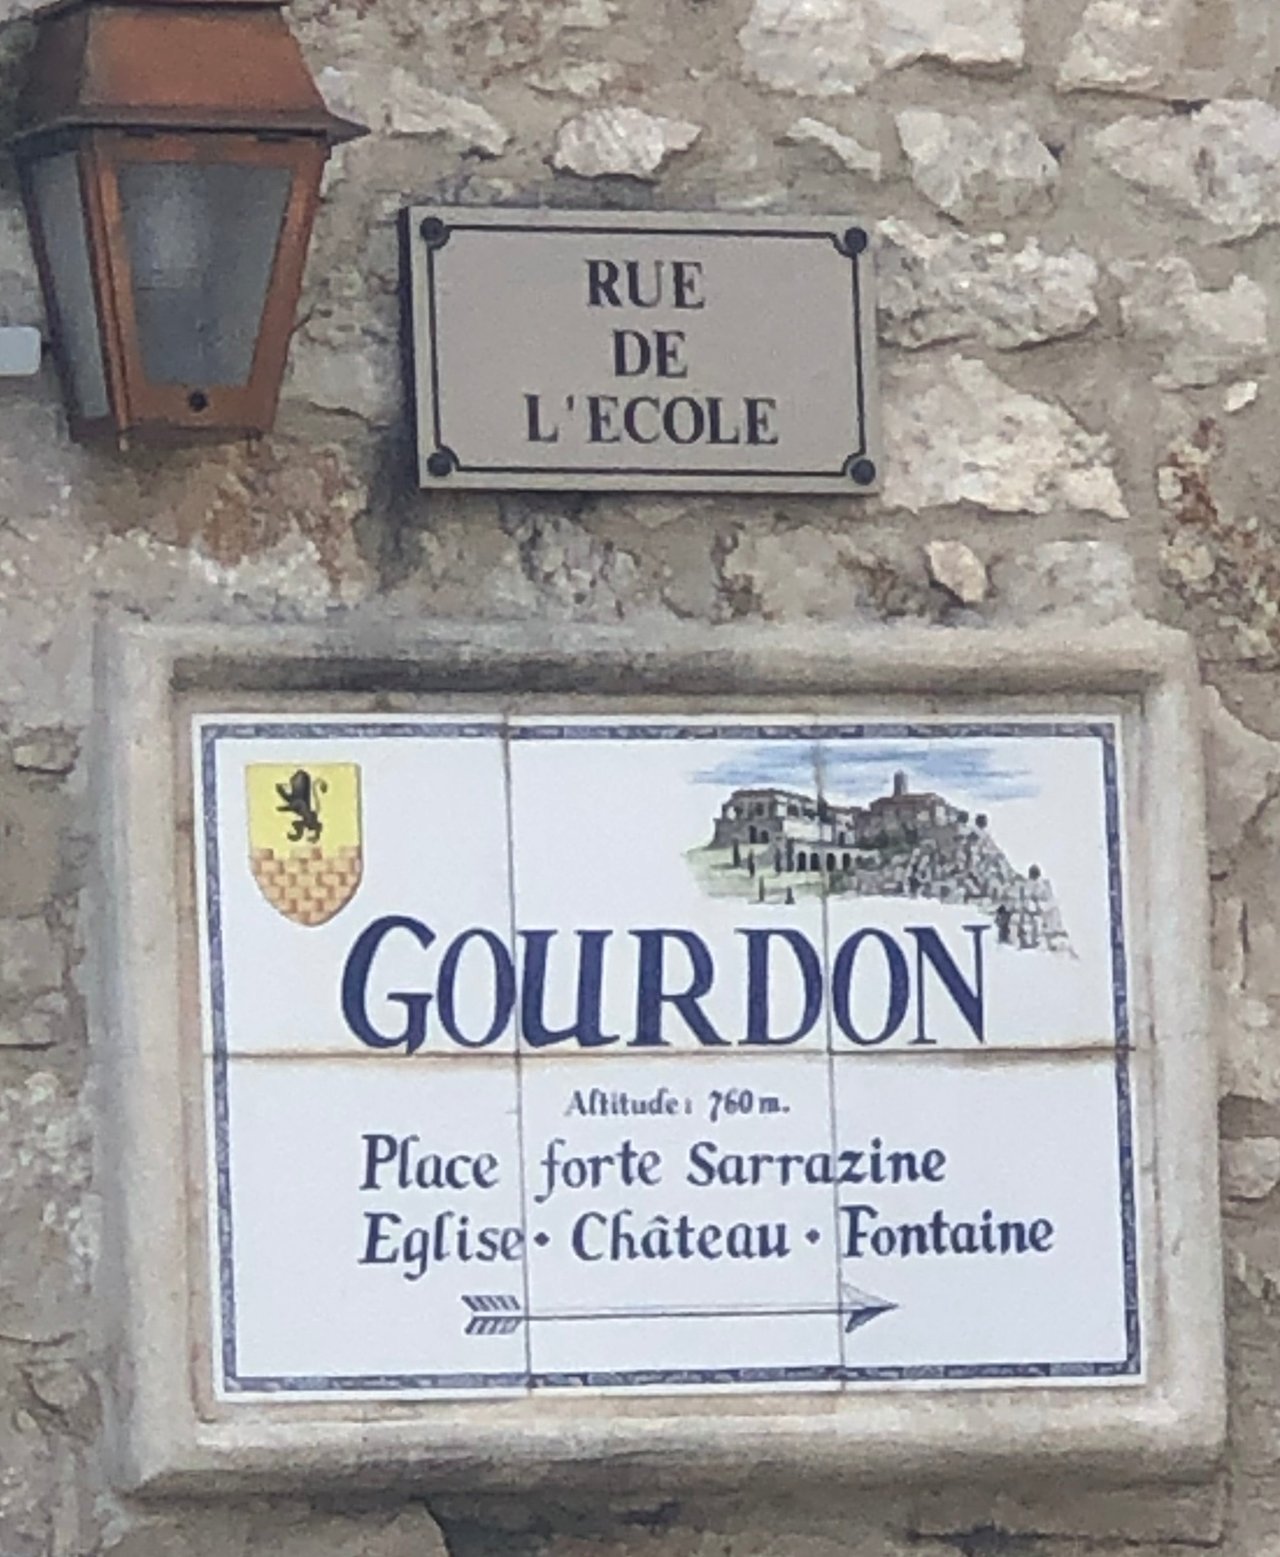 RUE
DE
L'ECOLE
GOURDON
Altitude: 760 m.
Place forte Sarrazine
Eglise • Château • Fontaine